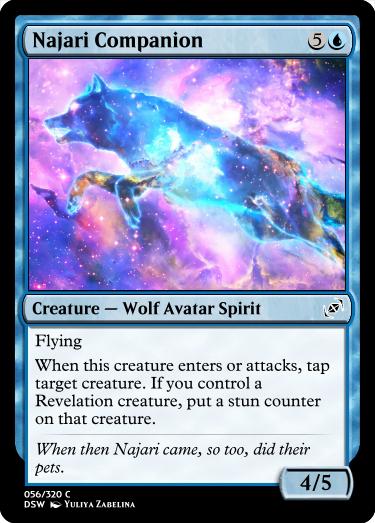 Najari Companion 5
Creature — Wolf Avatar Spirit
Flying
When this creature enters or attacks, tap
target creature. If you control a
Revelation creature, put a stun counter
on that creature.
When then Najari came, so too, did their
pets.
4/5
056/320 C
DSW YULIYA ZABELINA